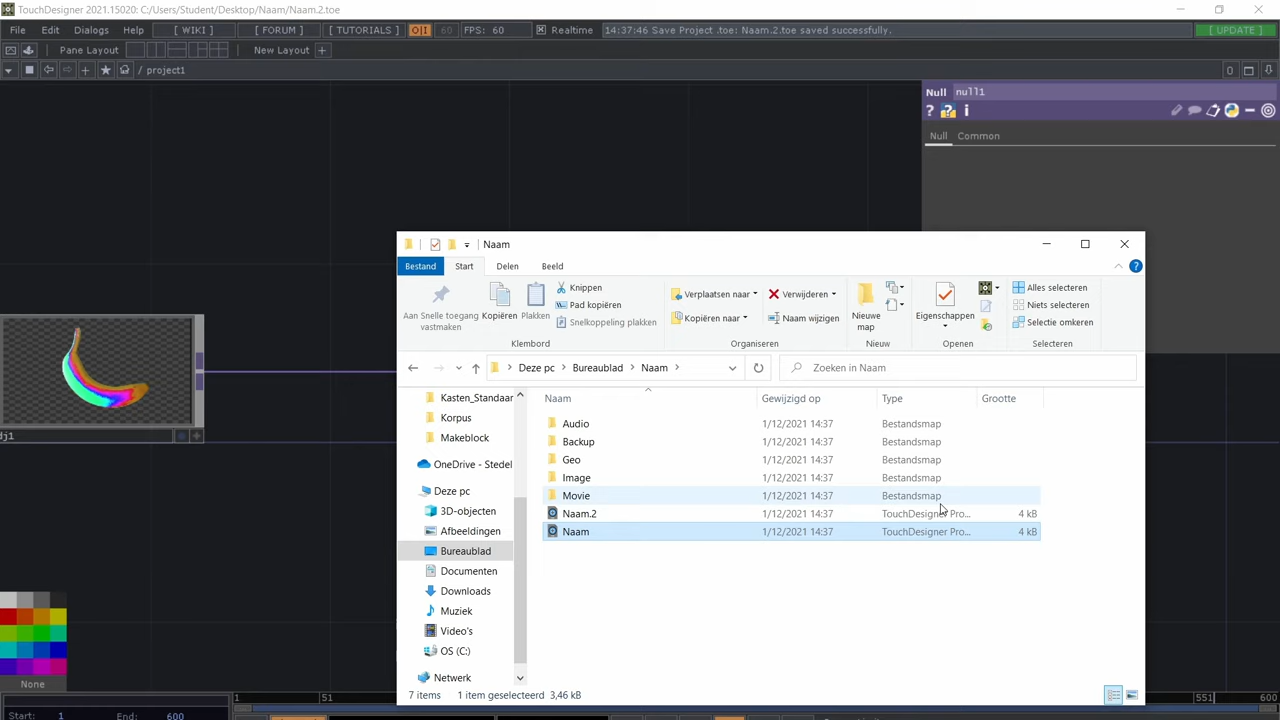 TouchDesigner 2021.15020: C:/Users/Student/Desktop/Naam/Naam.2.toe
File Edit Dialogs Help [ WIKI ] [ FORUM ] [ TUTORIALS ] O|I 60 FPS: 60 Realtime 14:37:46 Save Project .toe: Naam.2.toe saved successfully. [ UPDATE ]
Pane Layout New Layout +
/ project1 0
Null null1
? ? i
Null Common
Naam
Bestand Start Delen Beeld
Aan Snelle toegang vastmaken
Kopiëren
Plakken
Knippen
Pad kopiëren
Snelkoppeling plakken
Klembord
Verplaatsen naar
Kopiëren naar
Verwijderen
Naam wijzigen
Organiseren
Nieuwe map
Nieuw
Eigenschappen
Openen
Alles selecteren
Niets selecteren
Selectie omkeren
Selecteren
Deze pc > Bureaublad > Naam >
Zoeken in Naam
Kasten_Standaar
Korpus
Makeblock
OneDrive - Stedel
Deze pc
3D-objecten
Afbeeldingen
Bureaublad
Documenten
Downloads
Muziek
Video's
OS (C:)
Netwerk
Naam Gewijzigd op Type Grootte
Audio 1/12/2021 14:37 Bestandsmap
Backup 1/12/2021 14:37 Bestandsmap
Geo 1/12/2021 14:37 Bestandsmap
Image 1/12/2021 14:37 Bestandsmap
Movie 1/12/2021 14:37 Bestandsmap
Naam.2 1/12/2021 14:37 TouchDesigner Pro... 4 kB
Naam 1/12/2021 14:37 TouchDesigner Pro... 4 kB
7 items 1 item geselecteerd 3,46 kB
dj1
None
1 51 551 600
Start: 1 End: 600